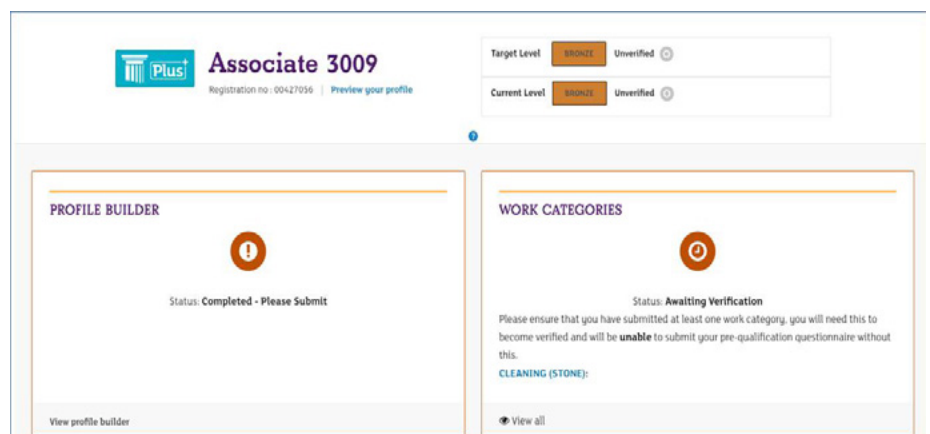 Plus+
Associate 3009
Registration no : 00427056 | Preview your profile
Target Level BRONZE Unverified
Current Level BRONZE Unverified
?
PROFILE BUILDER
!
Status: Completed - Please Submit
View profile builder
WORK CATEGORIES
Status: Awaiting Verification
Please ensure that you have submitted at least one work category, you will need this to
become verified and will be unable to submit your pre-qualification questionnaire without
this.
CLEANING (STONE):
View all